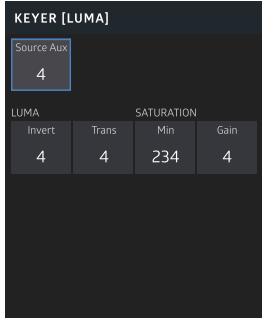 KEYER [LUMA]
Source Aux
4
LUMA SATURATION
Invert Trans Min Gain
4 4 234 4